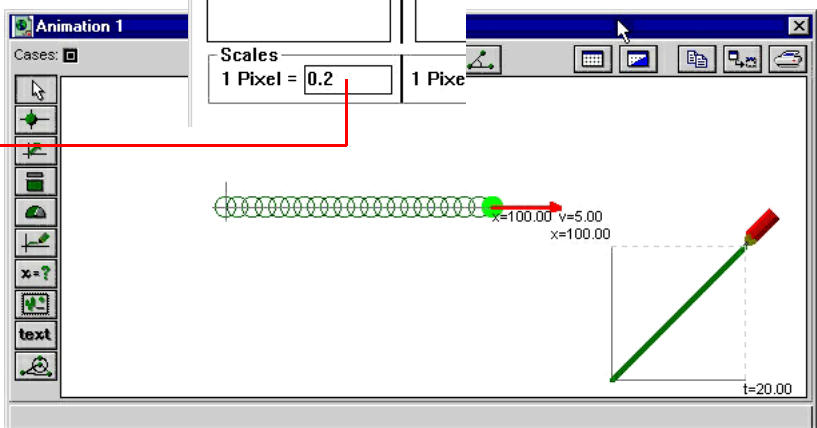 Animation 1
Cases:
Scales
1 Pixel = 0.2
1 Pixe
x=100.00 v=5.00
x=100.00
x=?
text
t=20.00